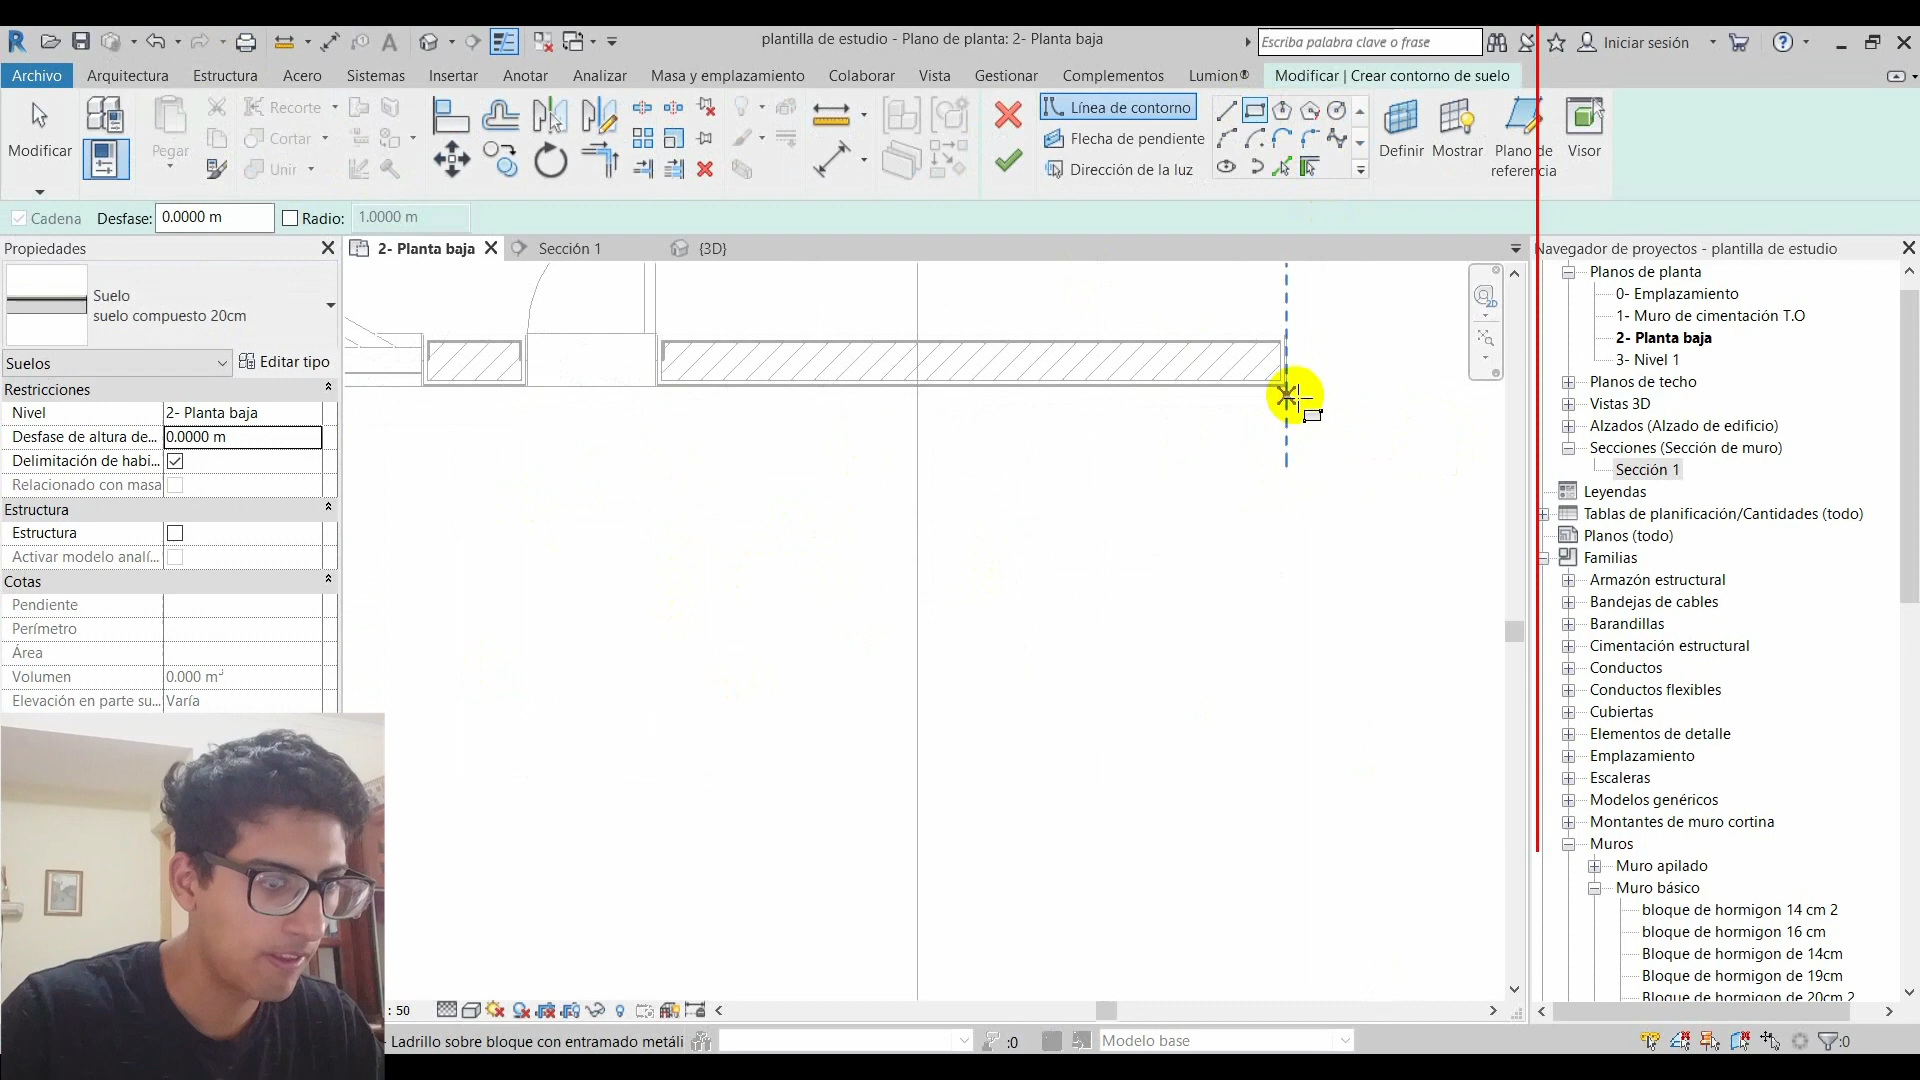 plantilla de estudio - Plano de planta: 2- Planta baja
Escriba palabra clave o frase
Iniciar sesión
Archivo
Arquitectura
Estructura
Acero
Sistemas
Insertar
Anotar
Analizar
Masa y emplazamiento
Colaborar
Vista
Gestionar
Complementos
Lumion®
Modificar | Crear contorno de suelo
Modificar
Pegar
Recorte
Cortar
Unir
Línea de contorno
Flecha de pendiente
Dirección de la luz
Definir
Mostrar
Plano de
referencia
Visor
Cadena
Desfase:
0.0000 m
Radio:
1.0000 m
Propiedades
2- Planta baja
Sección 1
{3D}
Navegador de proyectos - plantilla de estudio
Suelo
suelo compuesto 20cm
Suelos
Editar tipo
Restricciones
Nivel
2- Planta baja
Desfase de altura de...
0.0000 m
Delimitación de habi...
Relacionado con masa
Estructura
Estructura
Activar modelo analí...
Cotas
Pendiente
Perímetro
Área
Volumen
0.000 m³
Elevación en parte su...
Varía
2D
Planos de planta
0- Emplazamiento
1- Muro de cimentación T.O
2- Planta baja
3- Nivel 1
Planos de techo
Vistas 3D
Alzados (Alzado de edificio)
Secciones (Sección de muro)
Sección 1
Leyendas
Tablas de planificación/Cantidades (todo)
Planos (todo)
Familias
Armazón estructural
Bandejas de cables
Barandillas
Cimentación estructural
Conductos
Conductos flexibles
Cubiertas
Elementos de detalle
Emplazamiento
Escaleras
Modelos genéricos
Montantes de muro cortina
Muros
Muro apilado
Muro básico
bloque de hormigon 14 cm 2
bloque de hormigon 16 cm
Bloque de hormigon de 14cm
Bloque de hormigon de 19cm
Bloque de hormigon de 20cm 2
: 50
- Ladrillo sobre bloque con entramado metáli
:0
Modelo base
:0